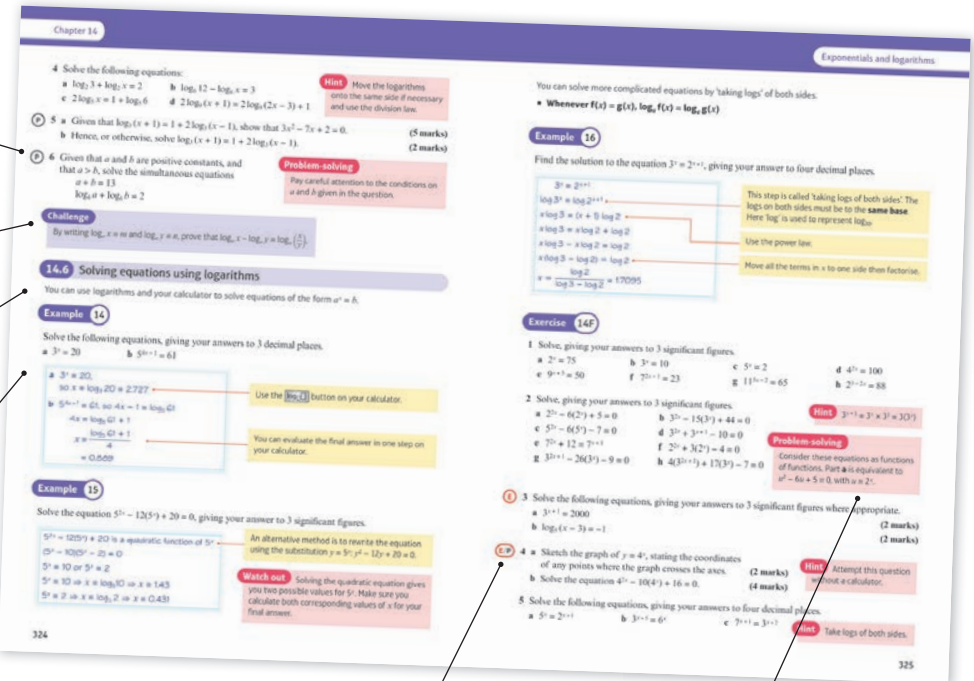 Chapter 14
4 Solve the following equations:
a log₂ 3 + log₂ x = 2 b log₆ 12 − log₆ x = 3
c 2 log₅ x = 1 + log₅ 6 d 2 log₉ (x + 1) = 2 log₉ (2x − 3) + 1
Hint Move the logarithms
onto the same side if necessary
and use the division law.
P 5 a Given that log₃ (x + 1) = 1 + 2 log₃ (x − 1), show that 3x² − 7x + 2 = 0. (5 marks)
b Hence, or otherwise, solve log₃ (x + 1) = 1 + 2 log₃ (x − 1). (2 marks)
P 6 Given that a and b are positive constants, and
that a > b, solve the simultaneous equations
a + b = 13
log₆ a + log₆ b = 2
Problem-solving
Pay careful attention to the conditions on
a and b given in the question.
Challenge
By writing logₐ x = m and logₐ y = n, prove that logₐ x − logₐ y = logₐ (x/y).
14.6 Solving equations using logarithms
You can use logarithms and your calculator to solve equations of the form aˣ = b.
Example 14
Solve the following equations, giving your answers to 3 decimal places.
a 3ˣ = 20 b 5⁴ˣ⁻¹ = 61
a 3ˣ = 20,
so x = log₃ 20 = 2.727
b 5⁴ˣ⁻¹ = 61, so 4x − 1 = log₅ 61
4x = log₅ 61 + 1
x = (log₅ 61 + 1)/4
= 0.889
Use the log button on your calculator.
You can evaluate the final answer in one step on
your calculator.
Example 15
Solve the equation 5²ˣ − 12(5ˣ) + 20 = 0, giving your answer to 3 significant figures.
5²ˣ − 12(5ˣ) + 20 is a quadratic function of 5ˣ
(5ˣ − 10)(5ˣ − 2) = 0
5ˣ = 10 or 5ˣ = 2
5ˣ = 10 ⇒ x = log₅ 10 ⇒ x = 1.43
5ˣ = 2 ⇒ x = log₅ 2 ⇒ x = 0.431
An alternative method is to rewrite the equation
using the substitution y = 5ˣ: y² − 12y + 20 = 0.
Watch out Solving the quadratic equation gives
you two possible values for 5ˣ. Make sure you
calculate both corresponding values of x for your
final answer.
324
Exponentials and logarithms
You can solve more complicated equations by 'taking logs' of both sides.
• Whenever f(x) = g(x), logₐ f(x) = logₐ g(x)
Example 16
Find the solution to the equation 3ˣ = 2ˣ⁺¹, giving your answer to four decimal places.
3ˣ = 2ˣ⁺¹
log 3ˣ = log 2ˣ⁺¹
x log 3 = (x + 1) log 2
x log 3 = x log 2 + log 2
x log 3 − x log 2 = log 2
x(log 3 − log 2) = log 2
x = log 2/(log 3 − log 2) = 1.7095
This step is called 'taking logs of both sides'. The
logs on both sides must be to the same base.
Here 'log' is used to represent log₁₀.
Use the power law.
Move all the terms in x to one side then factorise.
Exercise 14F
1 Solve, giving your answers to 3 significant figures.
a 2ˣ = 75 b 3ˣ = 10 c 5ˣ = 2 d 4²ˣ = 100
e 9ˣ⁺⁵ = 50 f 7²ˣ⁻¹ = 23 g 11³ˣ⁻² = 65 h 2³⁻²ˣ = 88
2 Solve, giving your answers to 3 significant figures.
a 2²ˣ − 6(2ˣ) + 5 = 0 b 3²ˣ − 15(3ˣ) + 44 = 0
c 5²ˣ − 6(5ˣ) − 7 = 0 d 3²ˣ + 3ˣ⁺¹ − 10 = 0
e 7²ˣ + 12 = 7ˣ⁺¹ f 2²ˣ + 3(2ˣ) − 4 = 0
g 3²ˣ⁺¹ − 26(3ˣ) − 9 = 0 h 4(3²ˣ⁺¹) + 17(3ˣ) − 7 = 0
Hint 3ˣ⁺¹ = 3ˣ × 3¹ = 3(3ˣ)
Problem-solving
Consider these equations as functions
of functions. Part a is equivalent to
u² − 6u + 5 = 0, with u = 2ˣ.
E 3 Solve the following equations, giving your answers to 3 significant figures where appropriate.
a 3ˣ⁺¹ = 2000 (2 marks)
b log₅ (x − 3) = −1 (2 marks)
E/P 4 a Sketch the graph of y = 4ˣ, stating the coordinates
of any points where the graph crosses the axes. (2 marks)
b Solve the equation 4²ˣ − 10(4ˣ) + 16 = 0. (4 marks)
Hint Attempt this question
without a calculator.
5 Solve the following equations, giving your answers to four decimal places.
a 5ˣ = 2ˣ⁺¹ b 3ˣ⁺⁵ = 6ˣ c 7ˣ⁺¹ = 3ˣ⁺²
Hint Take logs of both sides.
325